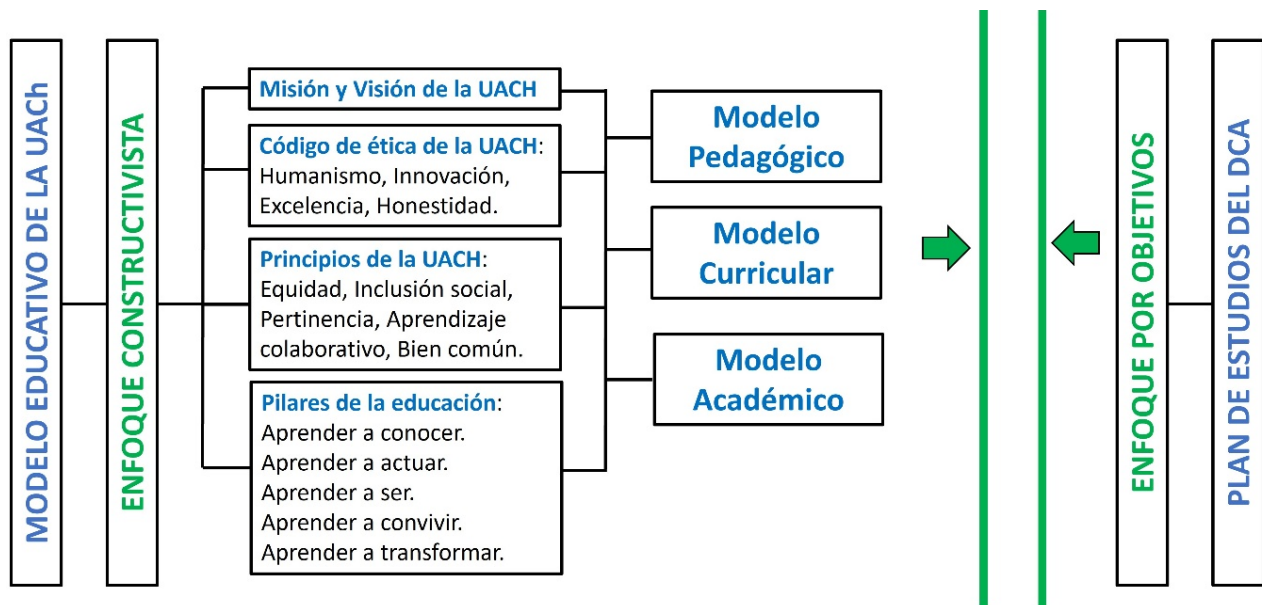 MODELO EDUCATIVO DE LA UACh
ENFOQUE CONSTRUCTIVISTA
Misión y Visión de la UACH
Código de ética de la UACH:
Humanismo, Innovación,
Excelencia, Honestidad.
Principios de la UACH:
Equidad, Inclusión social,
Pertinencia, Aprendizaje
colaborativo, Bien común.
Pilares de la educación:
Aprender a conocer.
Aprender a actuar.
Aprender a ser.
Aprender a convivir.
Aprender a transformar.
Modelo
Pedagógico
Modelo
Curricular
Modelo
Académico
ENFOQUE POR OBJETIVOS
PLAN DE ESTUDIOS DEL DCA